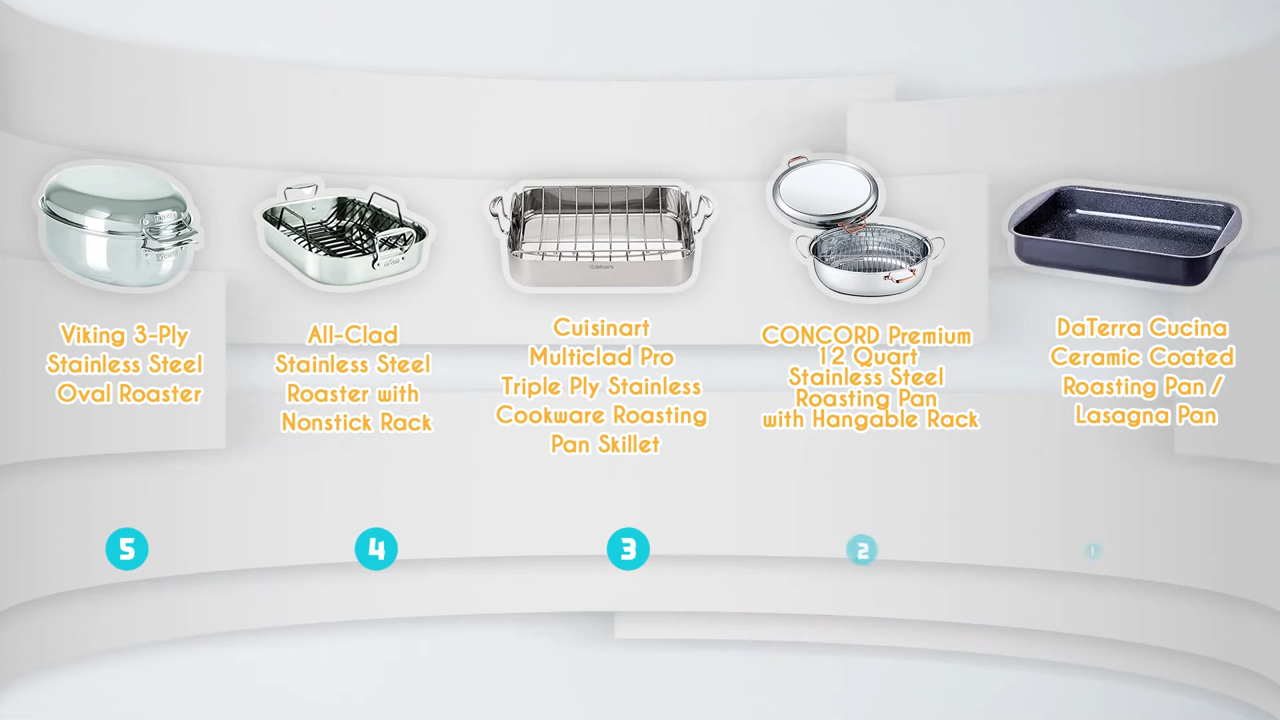 Viking 3-Ply
Stainless Steel
Oval Roaster
All-Clad
Stainless Steel
Roaster with
Nonstick Rack
Cuisinart
Multiclad Pro
Triple Ply Stainless
Cookware Roasting
Pan Skillet
CONCORD Premium
12 Quart
Stainless Steel
Roasting Pan
with Hangable Rack
DaTerra Cucina
Ceramic Coated
Roasting Pan /
Lasagna Pan
5
4
3
2
1